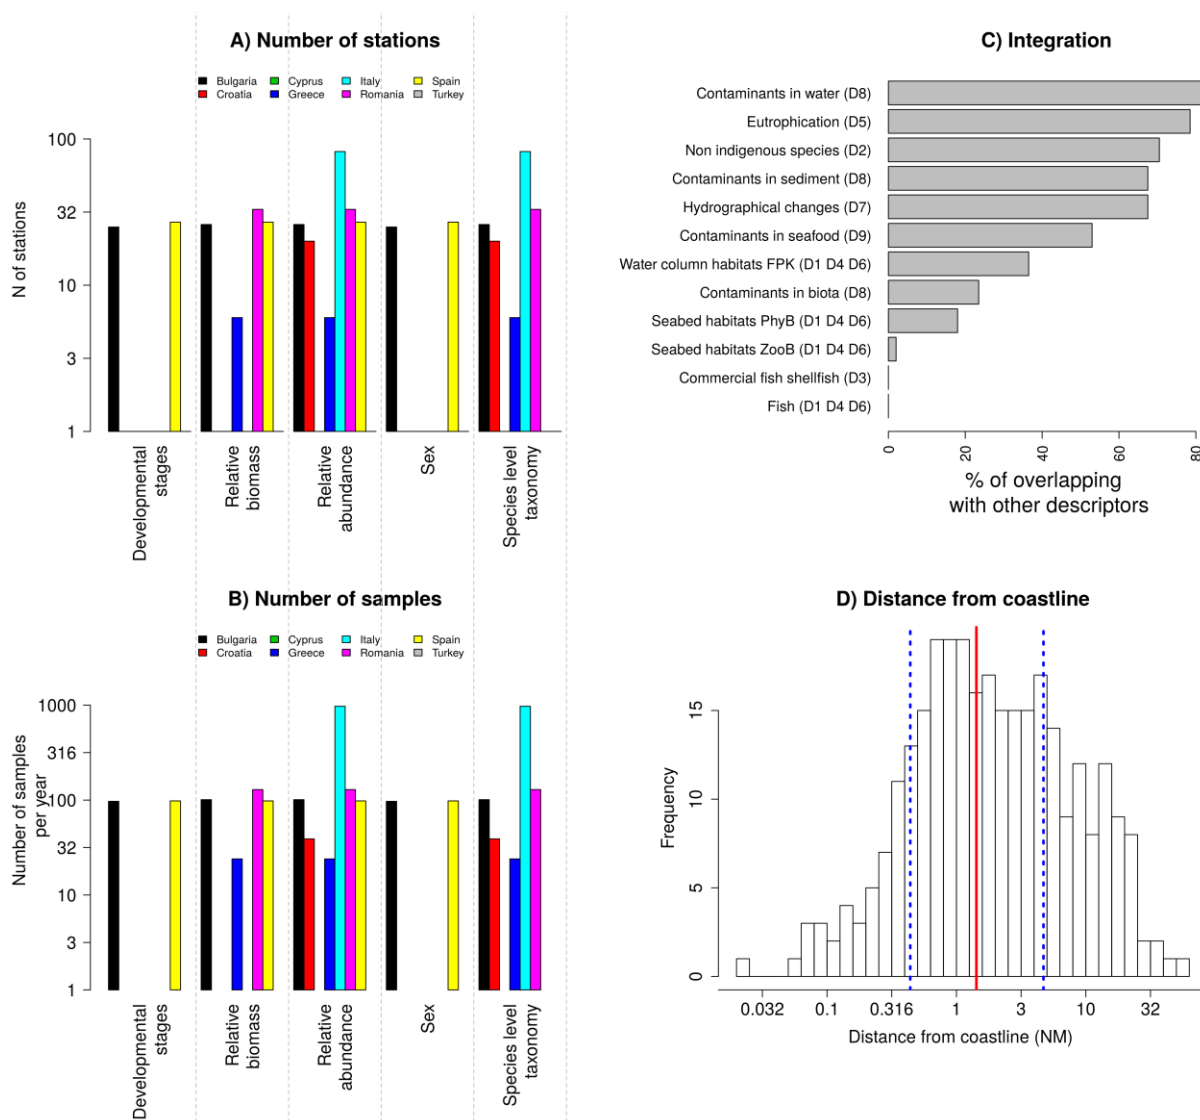 A) Number of stations
Bulgaria Cyprus Italy Spain
Croatia Greece Romania Turkey
N of stations
100
32
10
3
1
Developmental
stages
Relative
biomass
Relative
abundance
Sex
Species level
taxonomy
B) Number of samples
Bulgaria Cyprus Italy Spain
Croatia Greece Romania Turkey
Number of samples
per year
1000
316
100
32
10
3
1
Developmental
stages
Relative
biomass
Relative
abundance
Sex
Species level
taxonomy
C) Integration
Contaminants in water (D8)
Eutrophication (D5)
Non indigenous species (D2)
Contaminants in sediment (D8)
Hydrographical changes (D7)
Contaminants in seafood (D9)
Water column habitats FPK (D1 D4 D6)
Contaminants in biota (D8)
Seabed habitats PhyB (D1 D4 D6)
Seabed habitats ZooB (D1 D4 D6)
Commercial fish shellfish (D3)
Fish (D1 D4 D6)
0 20 40 60 80
% of overlapping
with other descriptors
D) Distance from coastline
Frequency
15
10
5
0
0.032 0.1 0.316 1 3 10 32
Distance from coastline (NM)